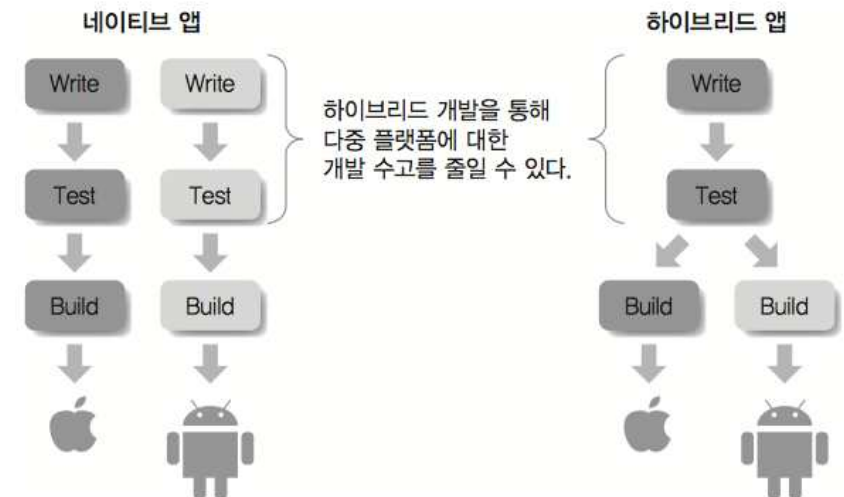 네이티브 앱
하이브리드 앱
Write
Write
Write
하이브리드 개발을 통해
다중 플랫폼에 대한
개발 수고를 줄일 수 있다.
Test
Test
Test
Build
Build
Build
Build